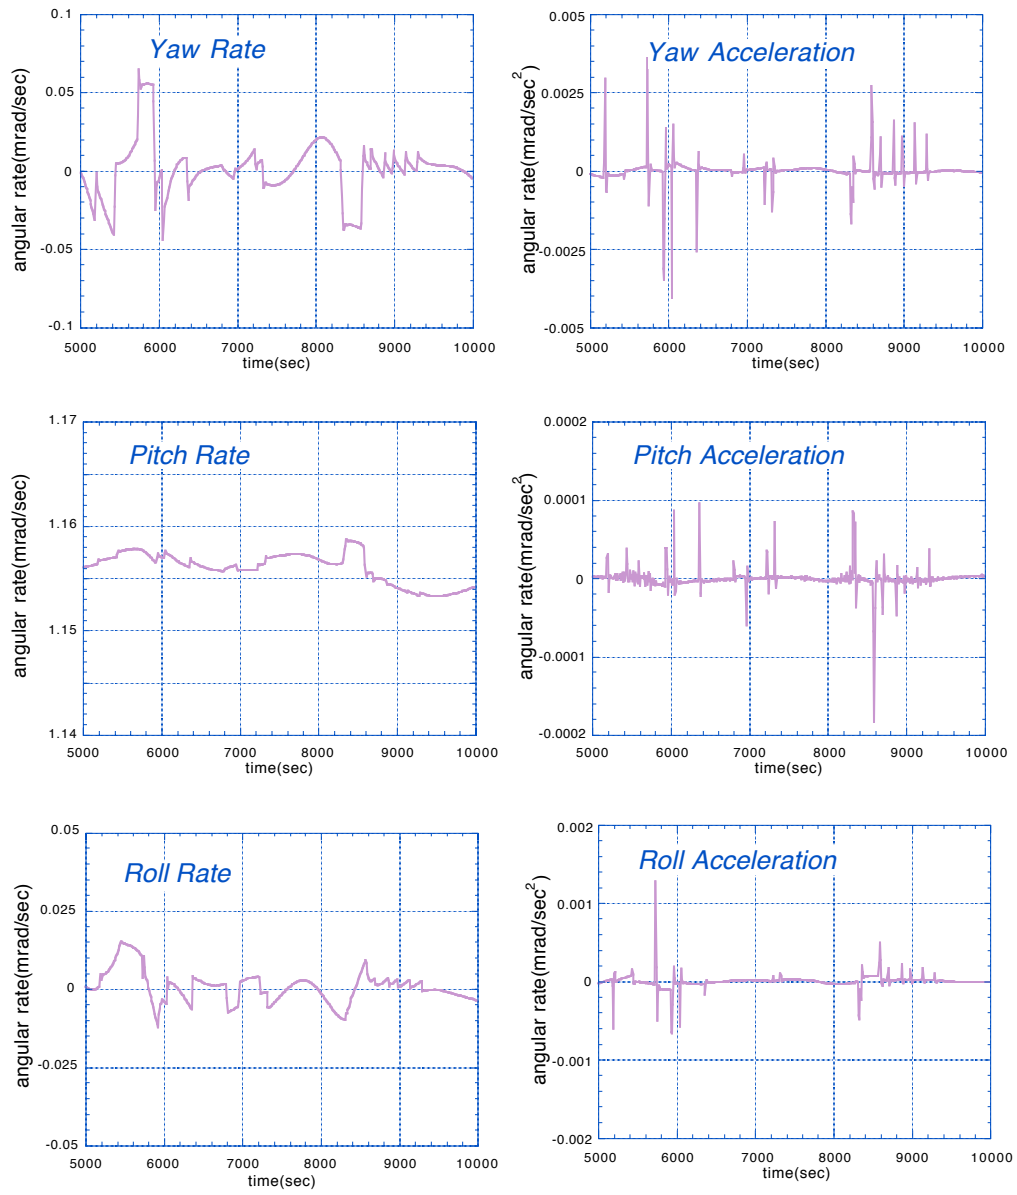 Yaw Rate
angular rate(mrad/sec)
0.1
0.05
0
-0.05
-0.1
5000 6000 7000 8000 9000 10000
time(sec)
Yaw Acceleration
angular rate(mrad/sec2)
0.005
0.0025
0
-0.0025
-0.005
5000 6000 7000 8000 9000 10000
time(sec)
Pitch Rate
angular rate(mrad/sec)
1.17
1.16
1.15
1.14
5000 6000 7000 8000 9000 10000
time(sec)
Pitch Acceleration
angular rate(mrad/sec2)
0.0002
0.0001
0
-0.0001
-0.0002
5000 6000 7000 8000 9000 10000
time(sec)
Roll Rate
angular rate(mrad/sec)
0.05
0.025
0
-0.025
-0.05
5000 6000 7000 8000 9000 10000
time(sec)
Roll Acceleration
angular rate(mrad/sec2)
0.002
0.001
0
-0.001
-0.002
5000 6000 7000 8000 9000 10000
time(sec)